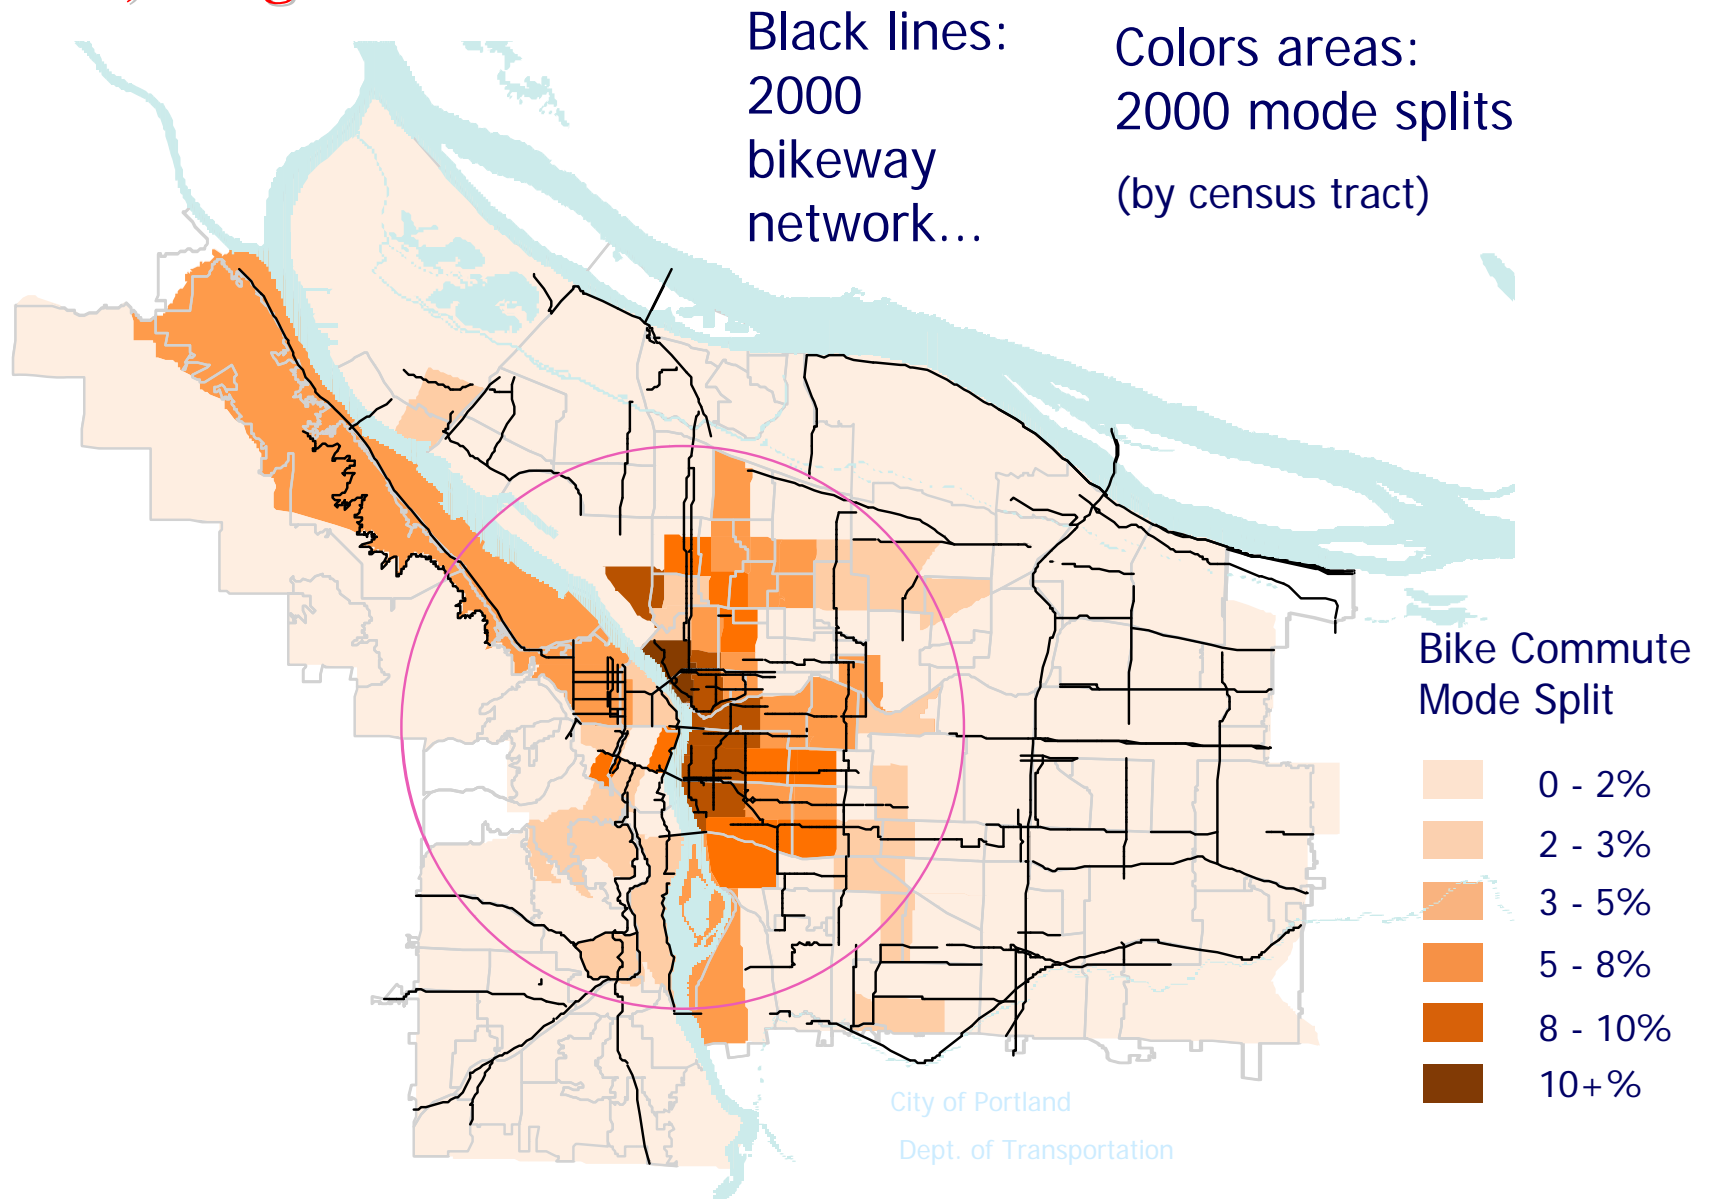 Black lines:
2000
bikeway
network...
Colors areas:
2000 mode splits
(by census tract)
Bike Commute
Mode Split
0 - 2%
2 - 3%
3 - 5%
5 - 8%
8 - 10%
10+%
City of Portland
Dept. of Transportation